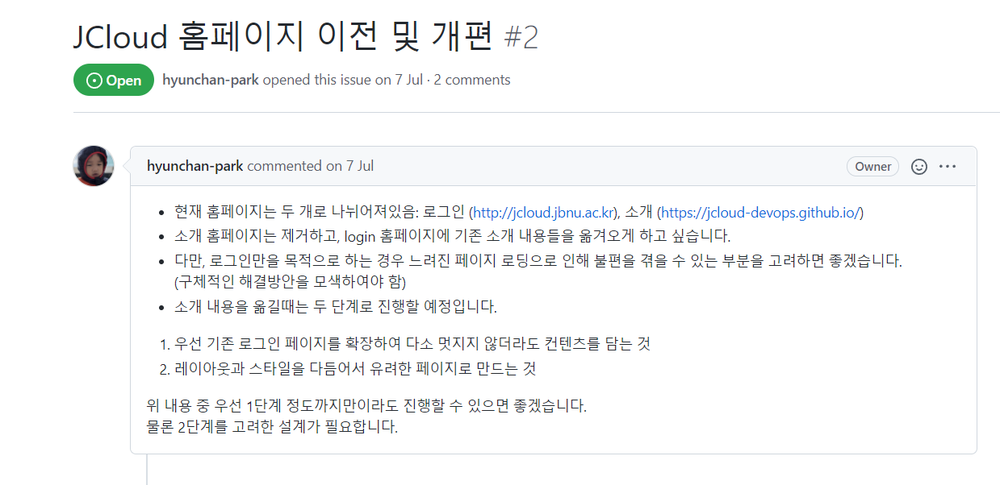 JCloud 홈페이지 이전 및 개편 #2
Open hyunchan-park opened this issue on 7 Jul · 2 comments
hyunchan-park commented on 7 Jul Owner
현재 홈페이지는 두 개로 나뉘어져있음: 로그인 (http://jcloud.jbnu.ac.kr), 소개 (https://jcloud-devops.github.io/)
소개 홈페이지는 제거하고, login 홈페이지에 기존 소개 내용들을 옮겨오게 하고 싶습니다.
다만, 로그인만을 목적으로 하는 경우 느려진 페이지 로딩으로 인해 불편을 겪을 수 있는 부분을 고려하면 좋겠습니다.
(구체적인 해결방안을 모색하여야 함)
소개 내용을 옮길때는 두 단계로 진행할 예정입니다.
1. 우선 기존 로그인 페이지를 확장하여 다소 멋지지 않더라도 컨텐츠를 담는 것
2. 레이아웃과 스타일을 다듬어서 유려한 페이지로 만드는 것
위 내용 중 우선 1단계 정도까지만이라도 진행할 수 있으면 좋겠습니다.
물론 2단계를 고려한 설계가 필요합니다.